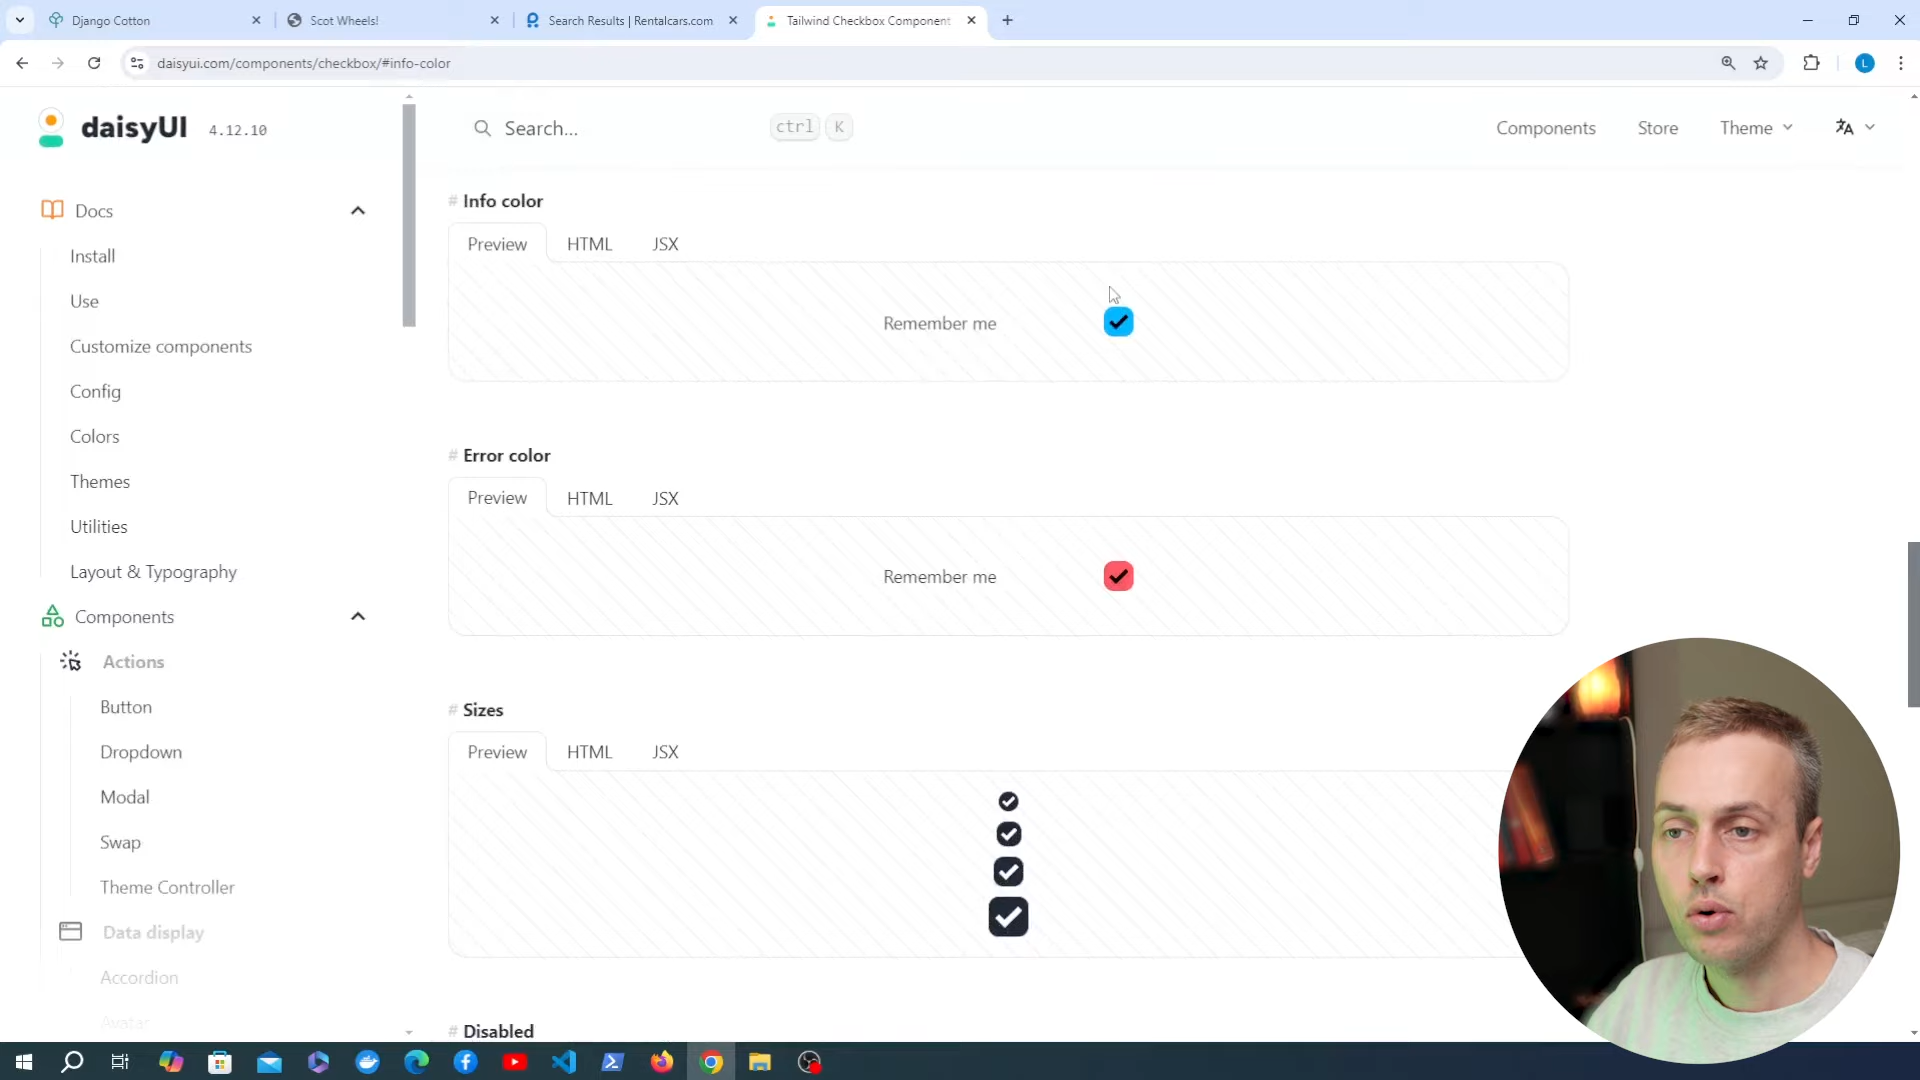 Django Cotton
Scot Wheels!
Search Results | Rentalcars.com
Tailwind Checkbox Component
daisyui.com/components/checkbox/#info-color
L
daisyUI 4.12.10
Search...
ctrl K
Components
Store
Theme
Docs
Install
Use
Customize components
Config
Colors
Themes
Utilities
Layout & Typography
Components
Actions
Button
Dropdown
Modal
Swap
Theme Controller
Data display
Accordion
Avatar
# Info color
Preview HTML JSX
Remember me
# Error color
Preview HTML JSX
Remember me
# Sizes
Preview HTML JSX
# Disabled